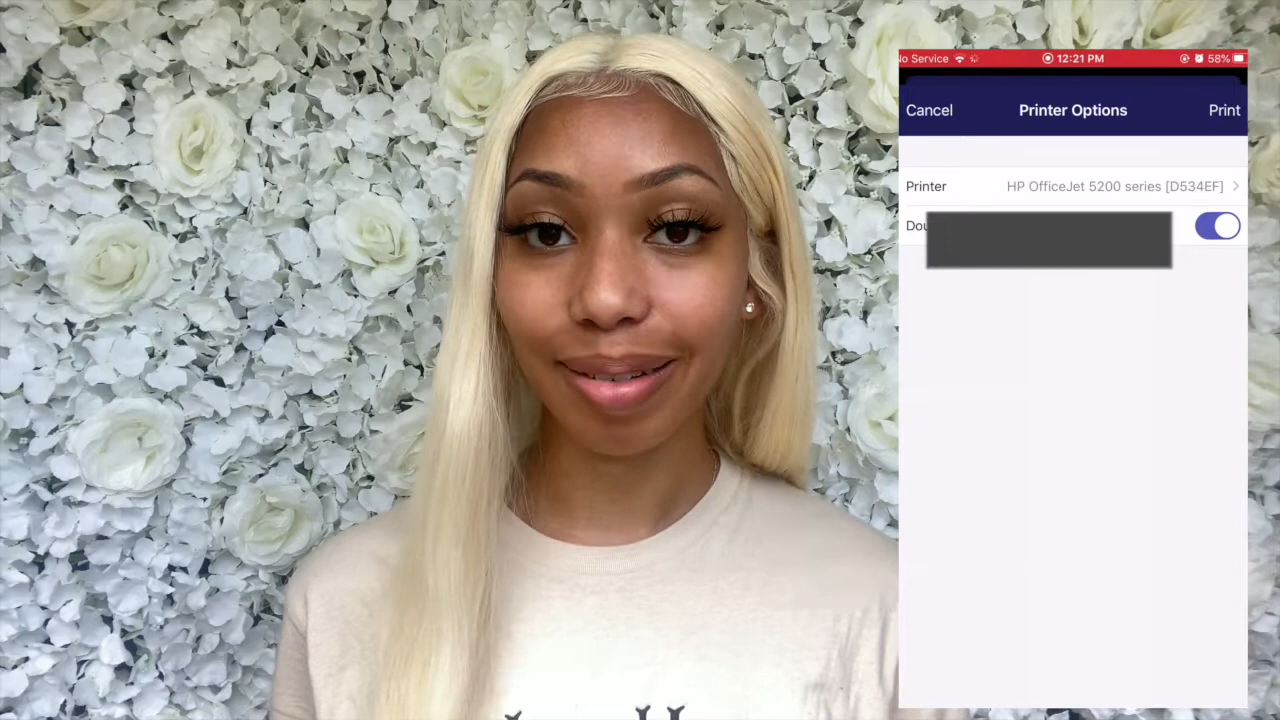 No Service 12:21 PM 58%
Cancel Printer Options Print
Printer HP OfficeJet 5200 series [D534EF]
Dou